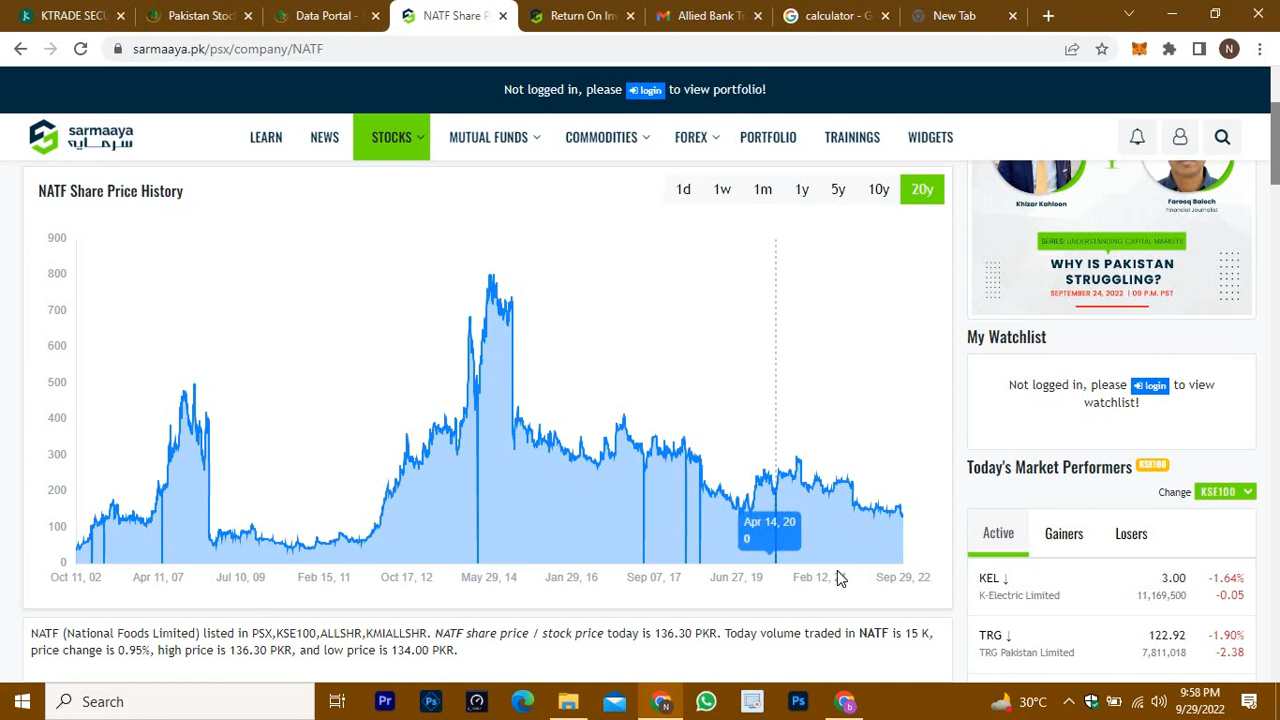 KTRADE SECU
Pakistan Stoc
Data Portal -
NATF Share P
Return On Inv
Allied Bank Tr
calculator - G
New Tab
sarmaaya.pk/psx/company/NATF
N
Not logged in, please login to view portfolio!
sarmaaya
سرمایہ
LEARN
NEWS
STOCKS
MUTUAL FUNDS
COMMODITIES
FOREX
PORTFOLIO
TRAININGS
WIDGETS
NATF Share Price History
1d 1w 1m 1y 5y 10y 20y
900
800
700
600
500
400
300
200
100
0
Apr 14, 20
0
Oct 11, 02
Apr 11, 07
Jul 10, 09
Feb 15, 11
Oct 17, 12
May 29, 14
Jan 29, 16
Sep 07, 17
Jun 27, 19
Feb 12,
Sep 29, 22
NATF (National Foods Limited) listed in PSX,KSE100,ALLSHR,KMIALLSHR. NATF share price / stock price today is 136.30 PKR. Today volume traded in NATF is 15 K,
price change is 0.95%, high price is 136.30 PKR, and low price is 134.00 PKR.
Khizar Kahloon
Farooq Baloch
Financial Journalist
SERIES: UNDERSTANDING CAPITAL MARKETS
WHY IS PAKISTAN
STRUGGLING?
SEPTEMBER 24, 2022 | 09 P.M. PST
My Watchlist
Not logged in, please login to view
watchlist!
Today's Market Performers KSE100
Change KSE100
Active Gainers Losers
KEL ↓ 3.00 -1.64%
K-Electric Limited 11,169,500 -0.05
TRG ↓ 122.92 -1.90%
TRG Pakistan Limited 7,811,018 -2.38
Search
Pr
Ps
N
Ps
b
30°C
9:58 PM
9/29/2022